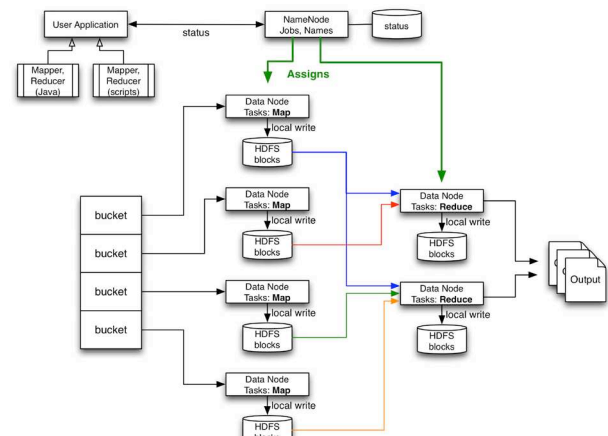 User Application
status
NameNode
Jobs, Names
status
Assigns
Mapper,
Reducer
(Java)
Mapper,
Reducer
(scripts)
Data Node
Tasks: Map
local write
HDFS
blocks
bucket
bucket
bucket
bucket
Data Node
Tasks: Map
local write
HDFS
blocks
Data Node
Tasks: Reduce
local write
HDFS
blocks
Data Node
Tasks: Map
local write
HDFS
blocks
Data Node
Tasks: Reduce
local write
HDFS
blocks
Output
Data Node
Tasks: Map
local write
HDFS
blocks